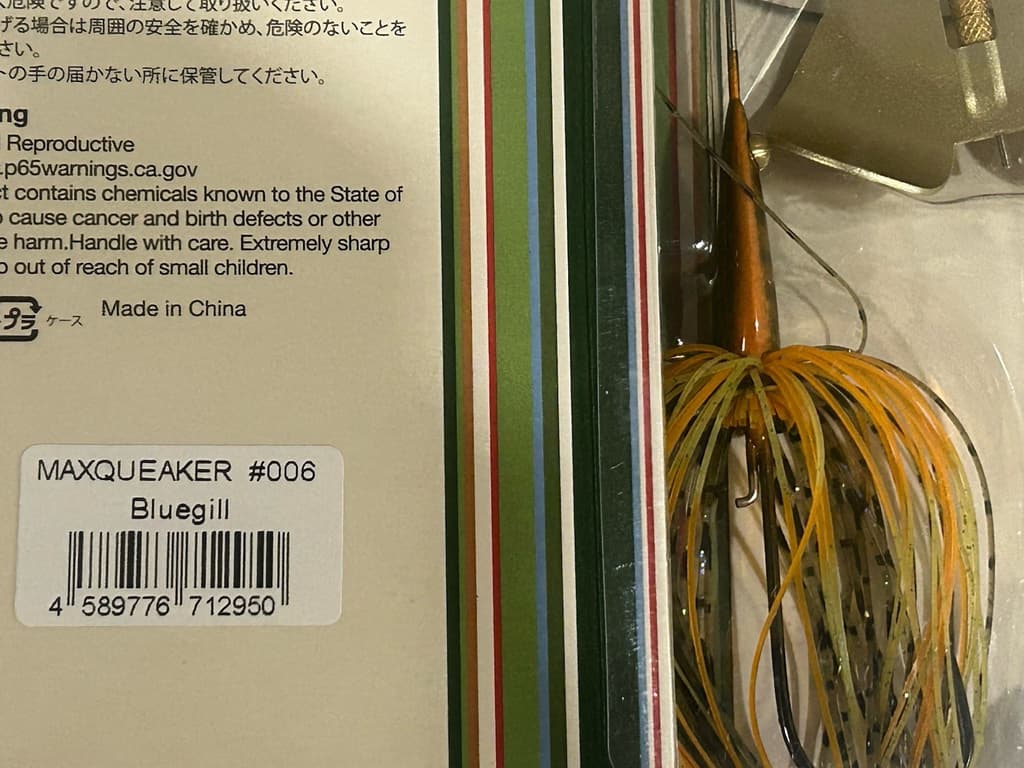 危険ですので、注意して取り扱いください。
げる場合は周囲の安全を確かめ、危険のないことを
さい。
トの手の届かない所に保管してください。
ng
Reproductive
.p65warnings.ca.gov
ct contains chemicals known to the State of
o cause cancer and birth defects or other
e harm.Handle with care. Extremely sharp
o out of reach of small children.
プラ ケース Made in China
MAXQUEAKER #006
Bluegill
4 589776 712950